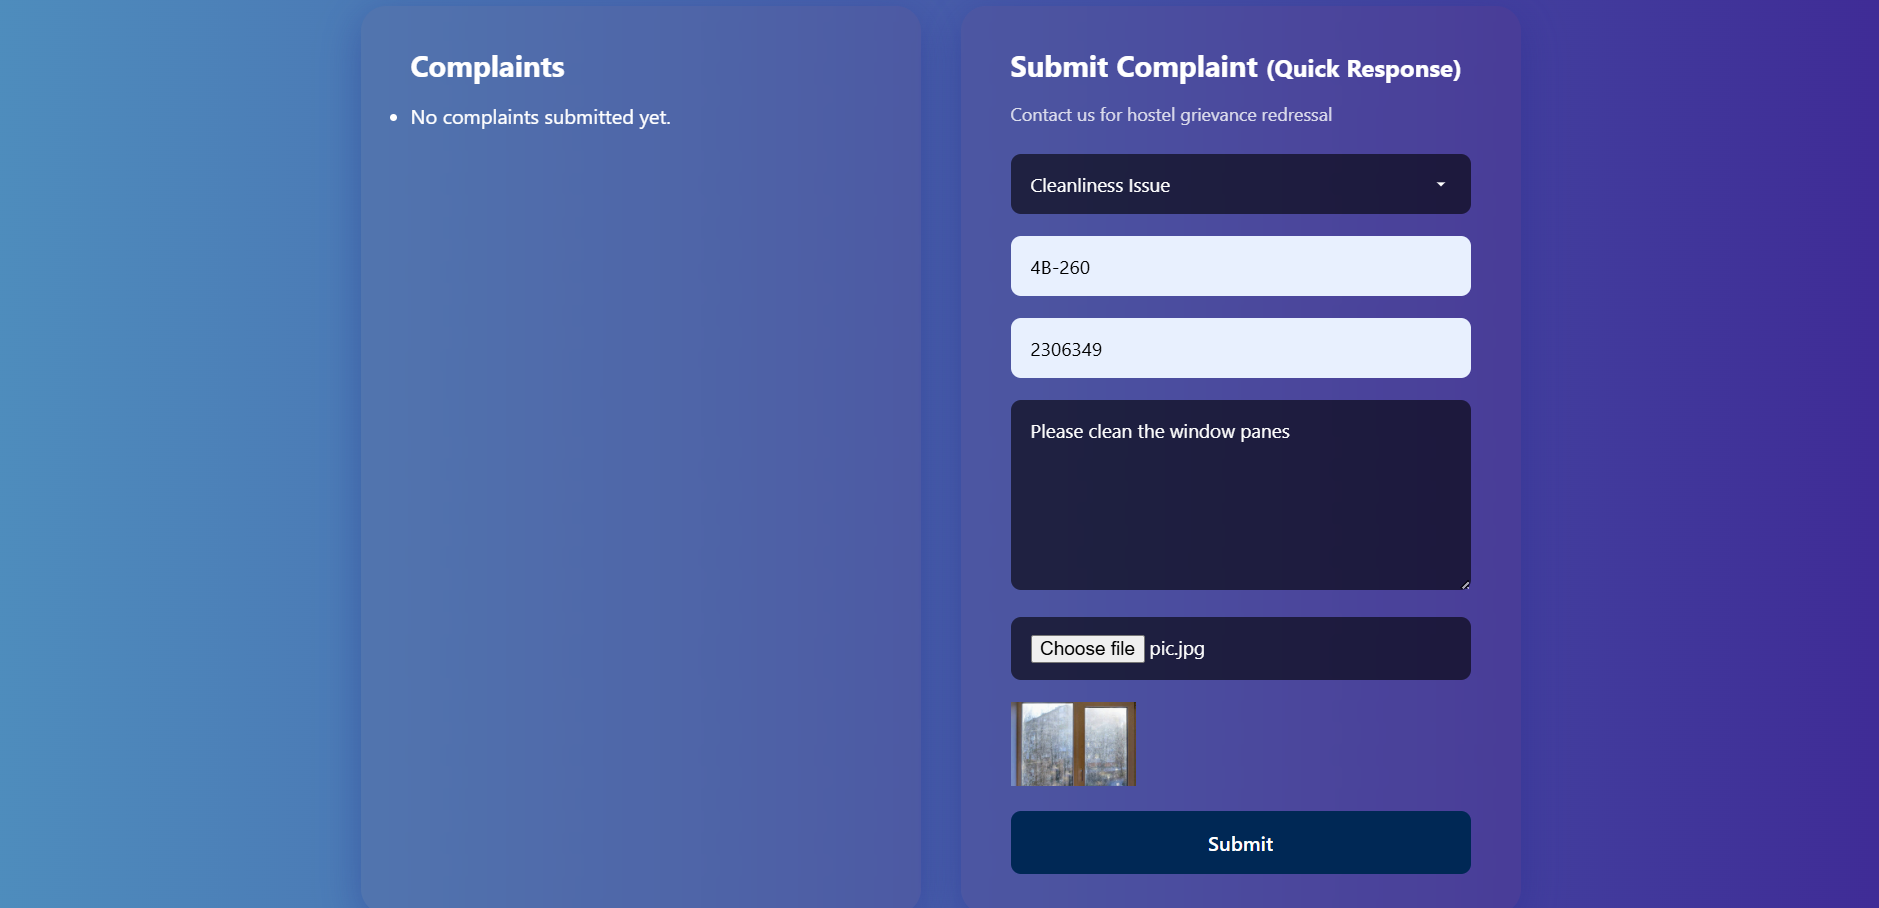 Complaints
No complaints submitted yet.
Submit Complaint (Quick Response)
Contact us for hostel grievance redressal
Cleanliness Issue
4B-260
2306349
Please clean the window panes
Choose file pic.jpg
Submit